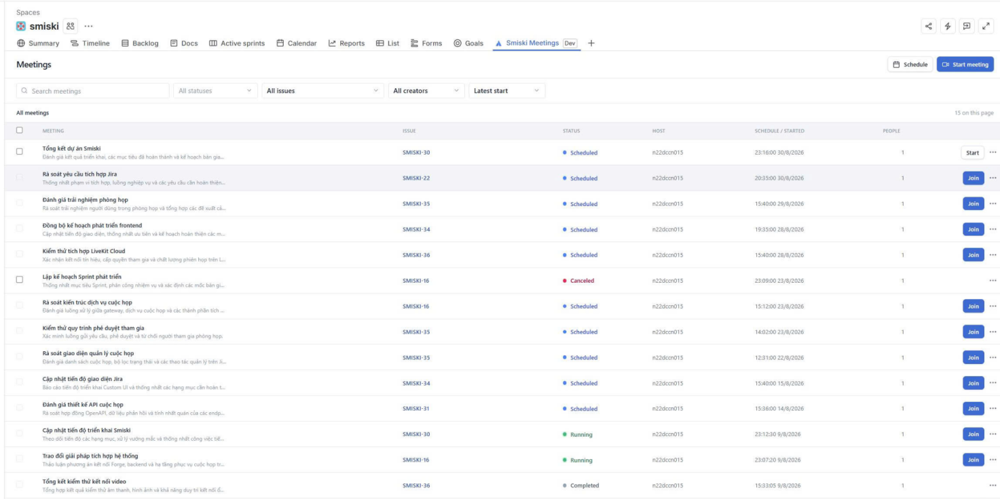 Spaces
smiski
Summary Timeline Backlog Docs Active sprints Calendar Reports List Forms Goals Smiski Meetings Dev
Meetings Schedule Start meeting
Search meetings All statuses All issues All creators Latest start
All meetings 15 on this page
MEETING ISSUE STATUS HOST SCHEDULE / STARTED PEOPLE
Tổng kết dự án Smiski
Đánh giá kết quả triển khai, các mục tiêu đã hoàn thành và kế hoạch bàn gia...
SMISKI-30 Scheduled n22dccn015 23:16:00 30/8/2026 1 Start
Rà soát yêu cầu tích hợp Jira
Thống nhất phạm vi tích hợp, luồng nghiệp vụ và các yêu cầu cần hoàn thiện...
SMISKI-22 Scheduled n22dccn015 20:35:00 30/8/2026 1 Join
Đánh giá trải nghiệm phòng họp
Rà soát trải nghiệm người dùng trong phòng họp và tổng hợp các đề xuất cả...
SMISKI-35 Scheduled n22dccn015 15:40:00 29/8/2026 1 Join
Đồng bộ kế hoạch phát triển frontend
Cập nhật tiến độ giao diện, thống nhất ưu tiên và kế hoạch hoàn thiện các m...
SMISKI-34 Scheduled n22dccn015 19:35:00 28/8/2026 1 Join
Kiểm thử tích hợp LiveKit Cloud
Xác nhận kết nối tín hiệu, cấp quyền tham gia và chất lượng phiên họp trên L...
SMISKI-36 Scheduled n22dccn015 15:40:00 28/8/2026 1 Join
Lập kế hoạch Sprint phát triển
Thống nhất mục tiêu Sprint, phân công nhiệm vụ và xác định các mốc bàn gi...
SMISKI-16 Canceled n22dccn015 23:09:00 23/8/2026 1
Rà soát kiến trúc dịch vụ cuộc họp
Đánh giá luồng xử lý giữa gateway, dịch vụ cuộc họp và các thành phần tích ...
SMISKI-16 Scheduled n22dccn015 15:12:00 23/8/2026 1 Join
Kiểm thử quy trình phê duyệt tham gia
Xác minh luồng gửi yêu cầu, phê duyệt và từ chối người tham gia phòng họp.
SMISKI-35 Scheduled n22dccn015 14:02:00 23/8/2026 1 Join
Rà soát giao diện quản lý cuộc họp
Đánh giá danh sách cuộc họp, bộ lọc trạng thái và các thao tác quản lý trên Ji...
SMISKI-35 Scheduled n22dccn015 12:31:00 22/8/2026 1 Join
Cập nhật tiến độ giao diện Jira
Báo cáo tiến độ triển khai Custom UI và thống nhất các hạng mục cần hoàn t...
SMISKI-34 Scheduled n22dccn015 15:40:00 15/8/2026 1 Join
Đánh giá thiết kế API cuộc họp
Rà soát hợp đồng OpenAPI, dữ liệu phản hồi và tính nhất quán của các endp...
SMISKI-31 Scheduled n22dccn015 15:36:00 14/8/2026 1 Join
Cập nhật tiến độ triển khai Smiski
Theo dõi tiến độ các hạng mục, xử lý vướng mắc và thống nhất công việc tiế...
SMISKI-30 Running n22dccn015 23:12:30 9/8/2026 1 Join
Trao đổi giải pháp tích hợp hệ thống
Thảo luận phương án kết nối Forge, backend và hạ tầng phục vụ cuộc họp tr...
SMISKI-16 Running n22dccn015 23:07:20 9/8/2026 1 Join
Tổng kết kiểm thử kết nối video
Tổng hợp kết quả kiểm thử âm thanh, hình ảnh và khả năng duy trì kết nối ổ...
SMISKI-36 Completed n22dccn015 15:33:05 9/8/2026 1